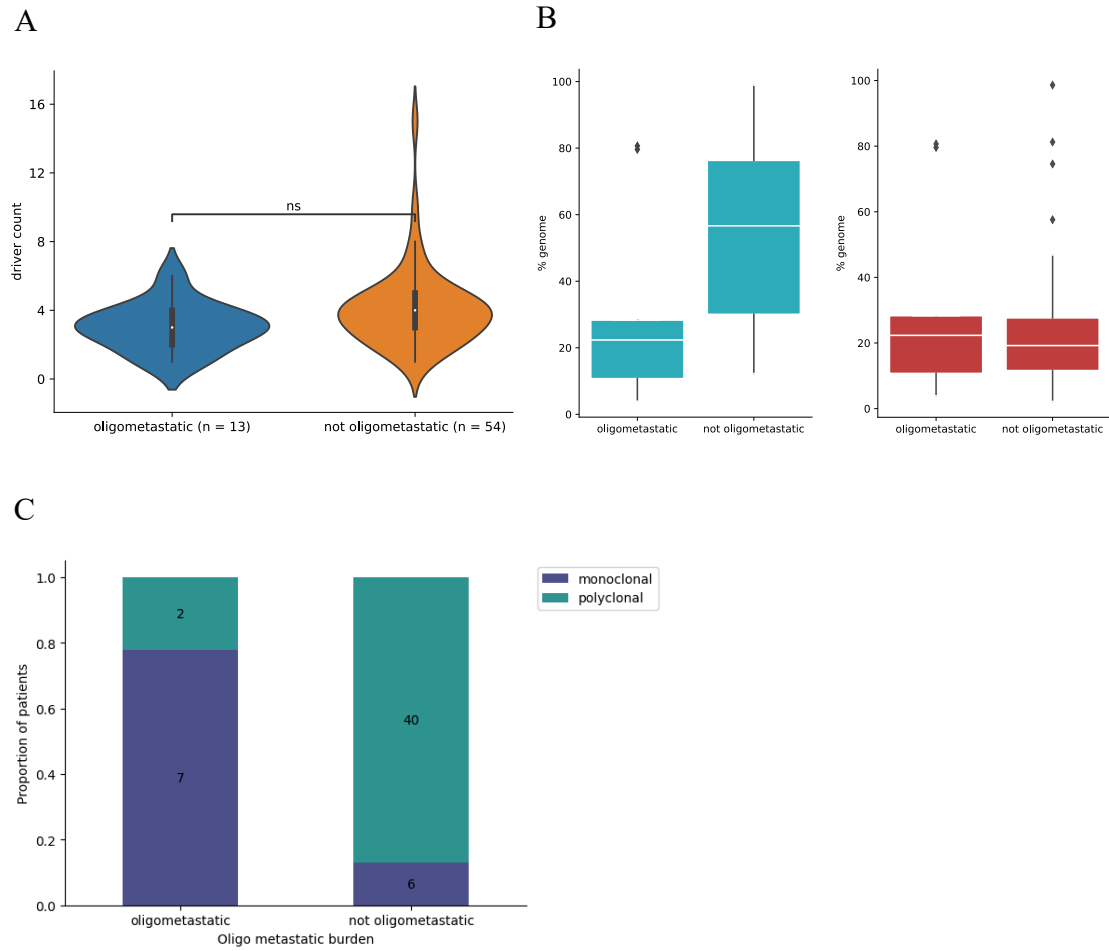 A
driver count
16
12
8
4
0
ns
oligometastatic (n = 13)
not oligometastatic (n = 54)
B
% genome
100
80
60
40
20
0
oligometastatic
not oligometastatic
% genome
100
80
60
40
20
0
oligometastatic
not oligometastatic
C
Proportion of patients
1.0
0.8
0.6
0.4
0.2
0.0
2
7
40
6
oligometastatic
not oligometastatic
Oligo metastatic burden
monoclonal
polyclonal